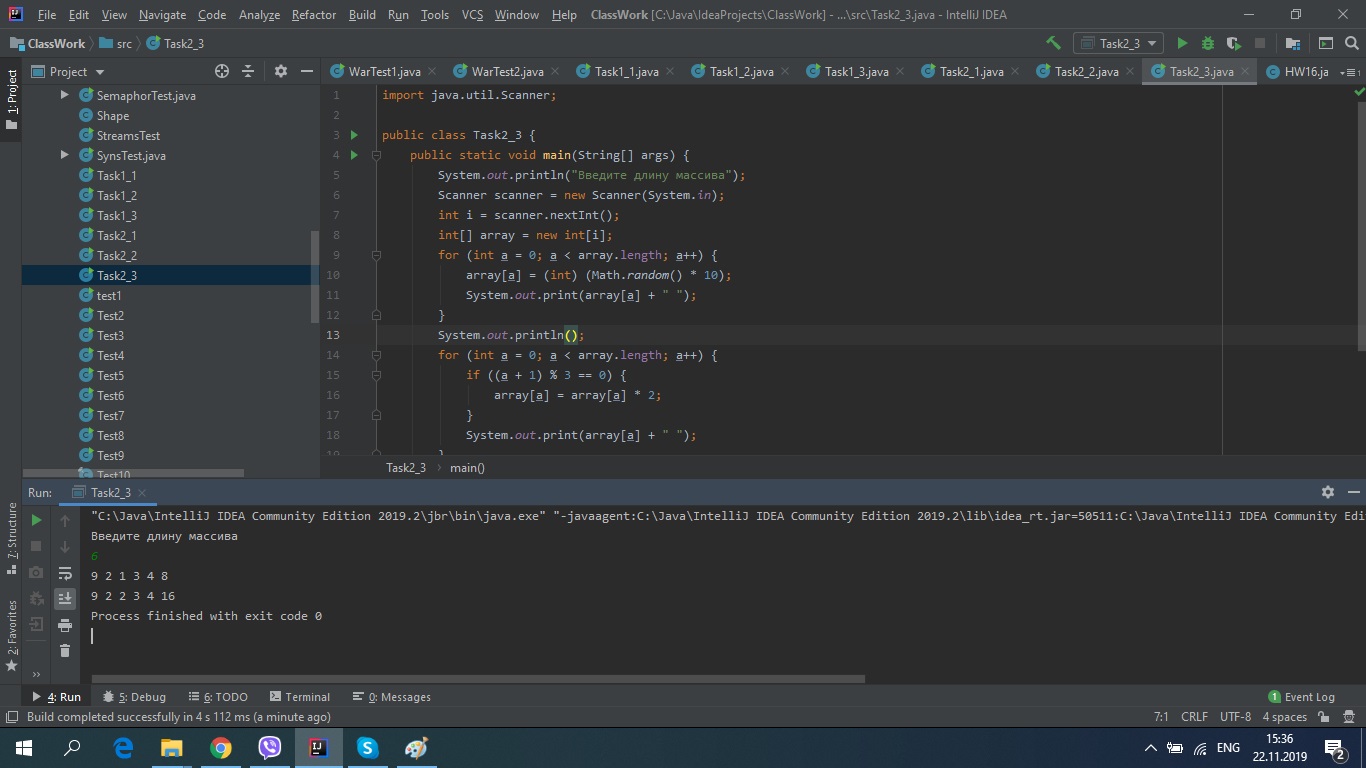 File Edit View Navigate Code Analyze Refactor Build Run Tools VCS Window Help ClassWork [C:\Java\IdeaProjects\ClassWork] - ...\src\Task2_3.java - IntelliJ IDEA
ClassWork src Task2_3 Task2_3
1: Project
Project
WarTest1.java WarTest2.java Task1_1.java Task1_2.java Task1_3.java Task2_1.java Task2_2.java Task2_3.java HW16.ja
SemaphorTest.java
Shape
StreamsTest
SynsTest.java
Task1_1
Task1_2
Task1_3
Task2_1
Task2_2
Task2_3
test1
Test2
Test3
Test4
Test5
Test6
Test7
Test8
Test9
Test10
1 import java.util.Scanner;
2
3 public class Task2_3 {
4 public static void main(String[] args) {
5 System.out.println("Введите длину массива");
6 Scanner scanner = new Scanner(System.in);
7 int i = scanner.nextInt();
8 int[] array = new int[i];
9 for (int a = 0; a < array.length; a++) {
10 array[a] = (int) (Math.random() * 10);
11 System.out.print(array[a] + " ");
12 }
13 System.out.println();
14 for (int a = 0; a < array.length; a++) {
15 if ((a + 1) % 3 == 0) {
16 array[a] = array[a] * 2;
17 }
18 System.out.print(array[a] + " ");
19 }
Task2_3 main()
Run: Task2_3
"C:\Java\IntelliJ IDEA Community Edition 2019.2\jbr\bin\java.exe" "-javaagent:C:\Java\IntelliJ IDEA Community Edition 2019.2\lib\idea_rt.jar=50511:C:\Java\IntelliJ IDEA Community Edi
Введите длину массива
6
9 2 1 3 4 8
9 2 2 3 4 16
Process finished with exit code 0
7: Structure
2: Favorites
4: Run 5: Debug 6: TODO Terminal 0: Messages 1 Event Log
Build completed successfully in 4 s 112 ms (a minute ago) 7:1 CRLF UTF-8 4 spaces
ENG 15:36
22.11.2019 2